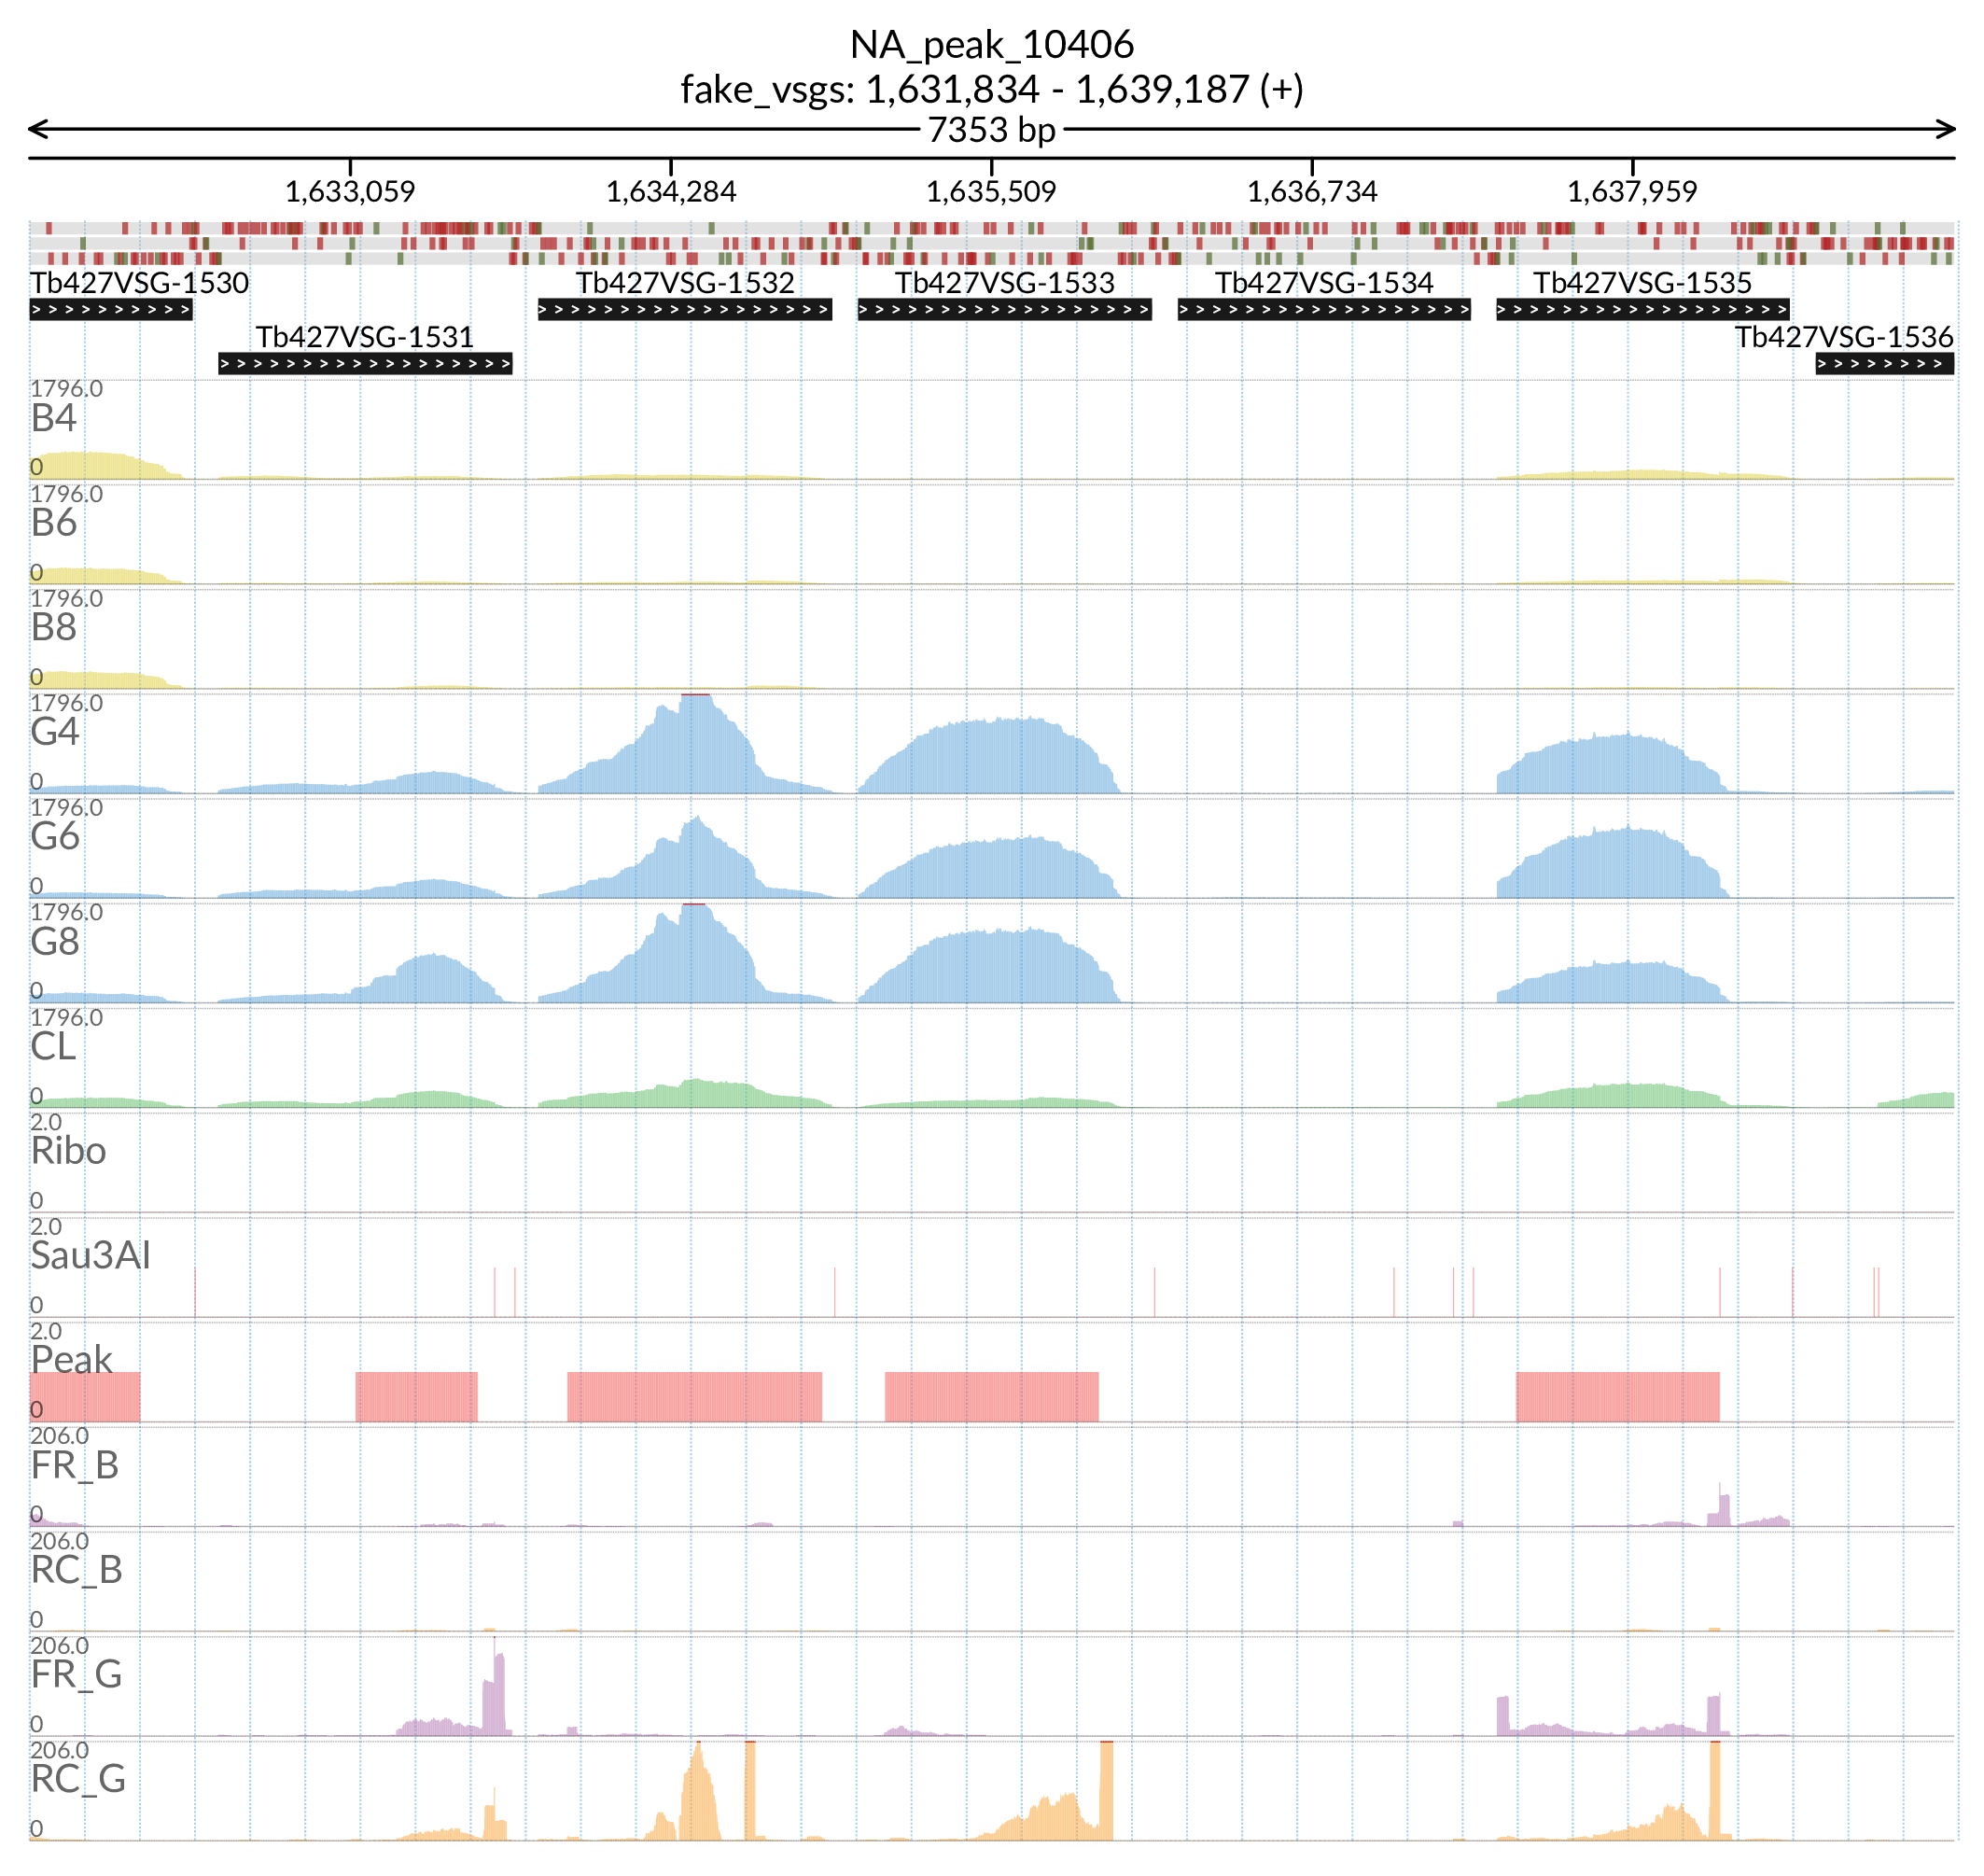 NA_peak_10406
fake_vsgs: 1,631,834 - 1,639,187 (+)
7353 bp
1,633,059 1,634,284 1,635,509 1,636,734 1,637,959
Tb427VSG-1530 Tb427VSG-1532 Tb427VSG-1533 Tb427VSG-1534 Tb427VSG-1535
Tb427VSG-1531 Tb427VSG-1536
1796.0
B4
0
1796.0
B6
0
1796.0
B8
0
1796.0
G4
0
1796.0
G6
0
1796.0
G8
0
1796.0
CL
0
2.0
Ribo
0
2.0
Sau3AI
0
2.0
Peak
0
206.0
FR_B
0
206.0
RC_B
0
206.0
FR_G
0
206.0
RC_G
0